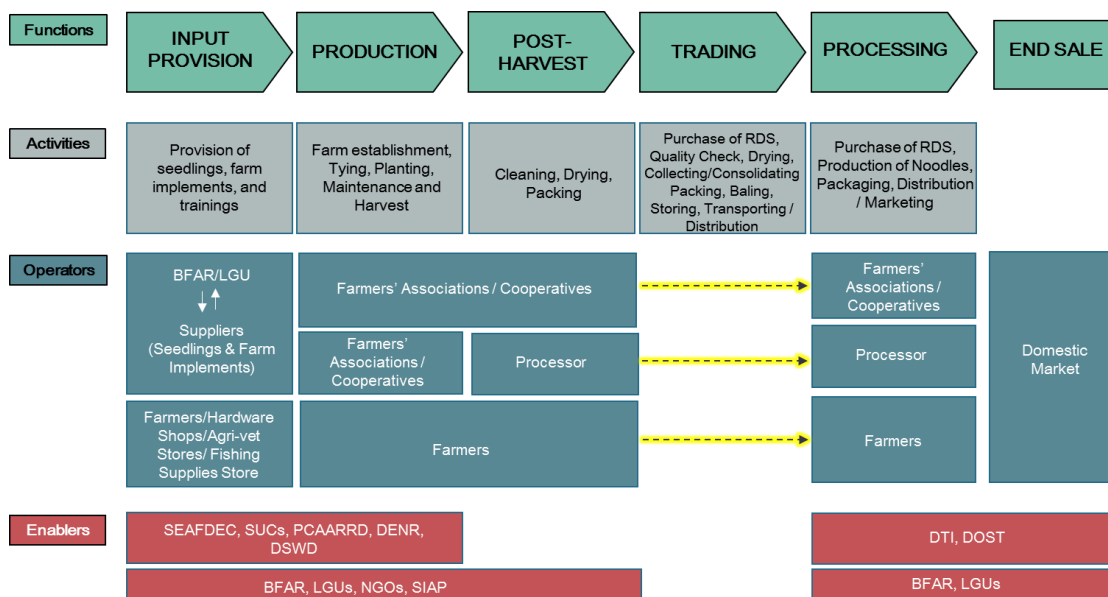 Functions
INPUT
PROVISION
PRODUCTION
POST-
HARVEST
TRADING
PROCESSING
END SALE
Activities
Provision of
seedlings, farm
implements, and
trainings
Farm establishment,
Tying, Planting,
Maintenance and
Harvest
Cleaning, Drying,
Packing
Purchase of RDS,
Quality Check, Drying,
Collecting/Consolidating
Packing, Baling,
Storing, Transporting /
Distribution
Purchase of RDS,
Production of Noodles,
Packaging, Distribution
/ Marketing
Operators
BFAR/LGU
Suppliers
(Seedlings & Farm
Implements)
Farmers' Associations / Cooperatives
Farmers'
Associations /
Cooperatives
Farmers'
Associations /
Cooperatives
Processor
Processor
Domestic
Market
Farmers/Hardware
Shops/Agri-vet
Stores/ Fishing
Supplies Store
Farmers
Farmers
Enablers
SEAFDEC, SUCs, PCAARRD, DENR,
DSWD
DTI, DOST
BFAR, LGUs, NGOs, SIAP
BFAR, LGUs